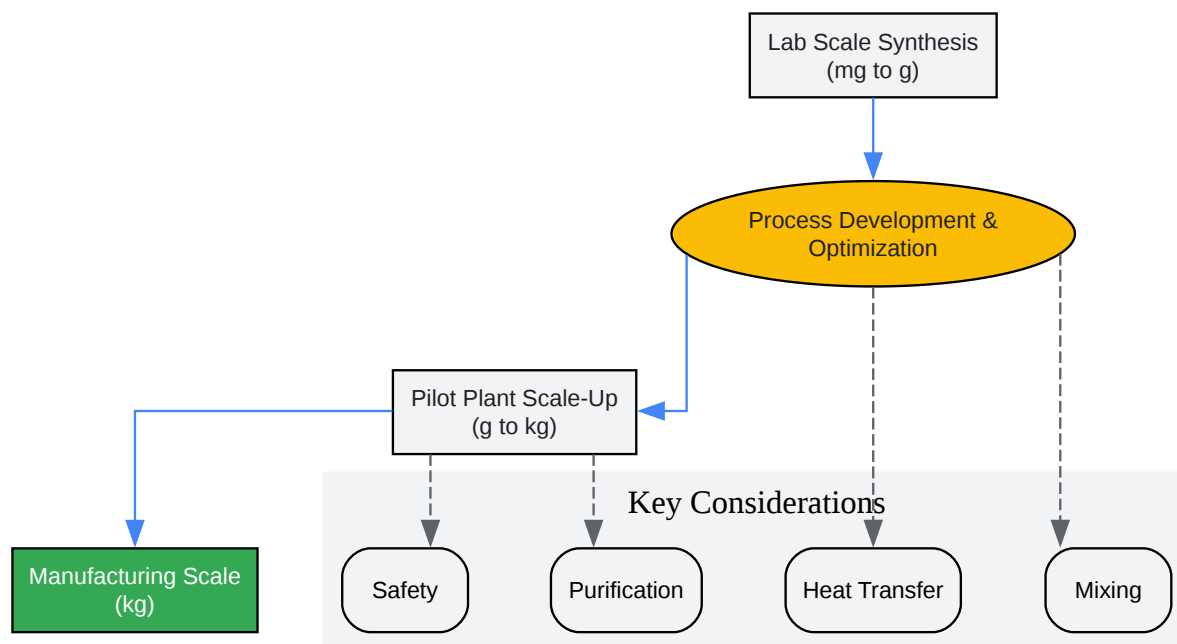 Lab Scale Synthesis
(mg to g)
Process Development &
Optimization
Pilot Plant Scale-Up
(g to kg)
Key Considerations
Manufacturing Scale
(kg)
Safety
Purification
Heat Transfer
Mixing